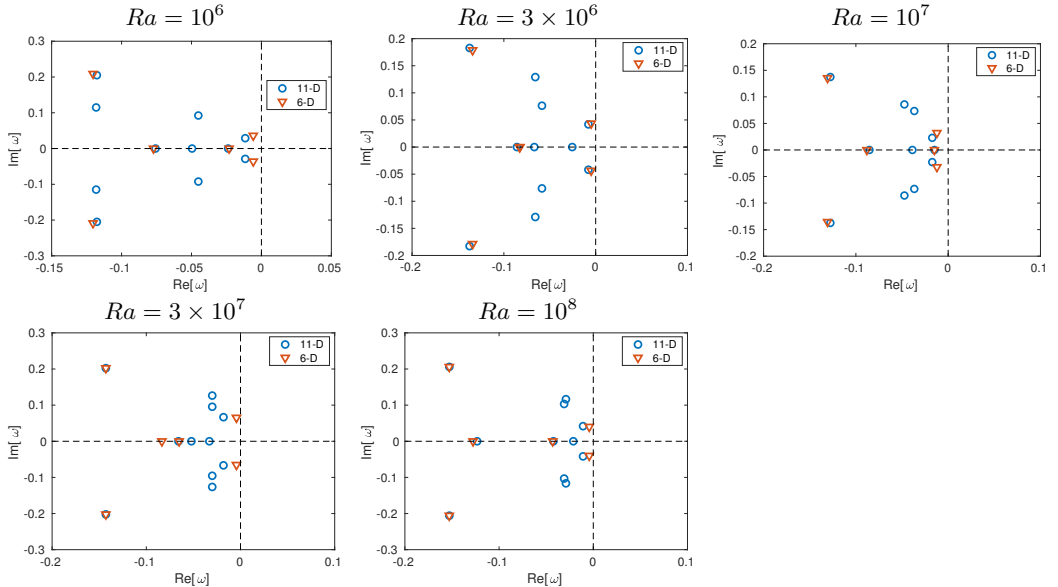 Ra = 10^6
Ra = 3 × 10^6
Ra = 10^7
0.3
0.2
0.1
0
-0.1
-0.2
-0.3
Im[ ω]
-0.15
-0.1
-0.05
0
0.05
Re[ ω]
11-D
6-D
0.2
0.15
0.1
0.05
0
-0.05
-0.1
-0.15
-0.2
Im[ ω]
-0.2
-0.1
0
0.1
Re[ ω]
11-D
6-D
0.2
0.15
0.1
0.05
0
-0.05
-0.1
-0.15
-0.2
Im[ ω]
-0.2
-0.1
0
0.1
Re[ ω]
11-D
6-D
Ra = 3 × 10^7
Ra = 10^8
0.3
0.2
0.1
0
-0.1
-0.2
-0.3
Im[ ω]
-0.2
-0.1
0
0.1
Re[ ω]
11-D
6-D
0.3
0.2
0.1
0
-0.1
-0.2
-0.3
Im[ ω]
-0.2
-0.1
0
0.1
Re[ ω]
11-D
6-D